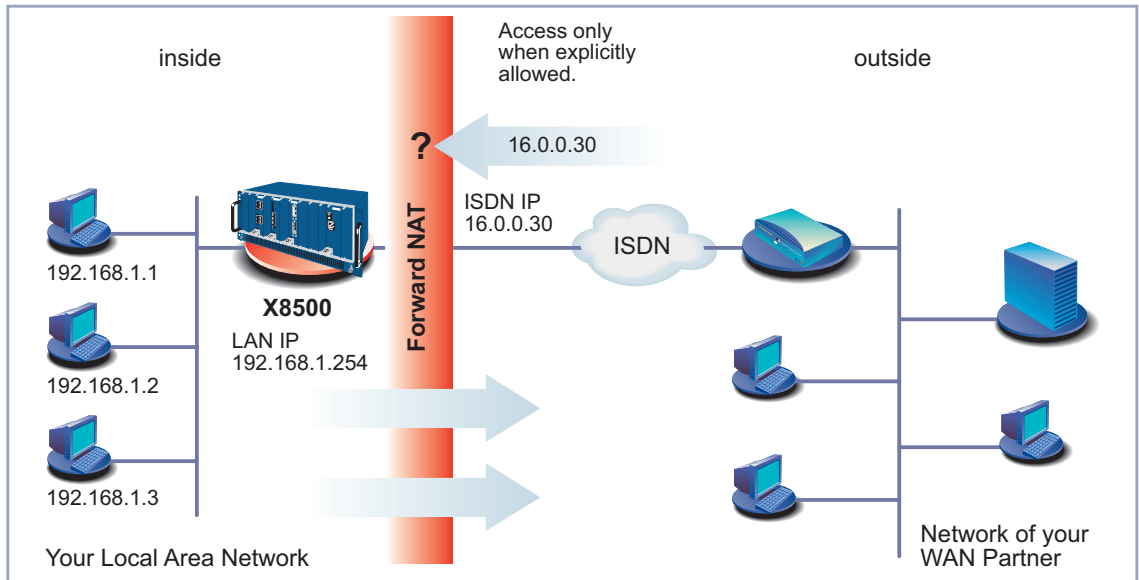 inside
Access only
when explicitly
allowed.
outside
?
16.0.0.30
Forward NAT
ISDN IP
16.0.0.30
ISDN
192.168.1.1
X8500
LAN IP
192.168.1.254
192.168.1.2
192.168.1.3
Your Local Area Network
Network of your
WAN Partner